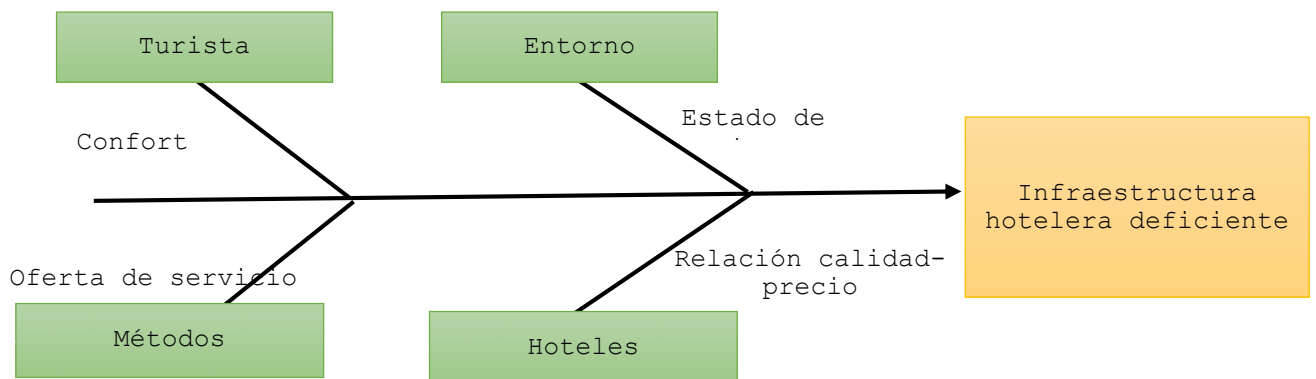 Turista
Entorno
Confort
Estado de
Infraestructura
hotelera deficiente
Oferta de servicio
Relación calidad-
precio
Métodos
Hoteles